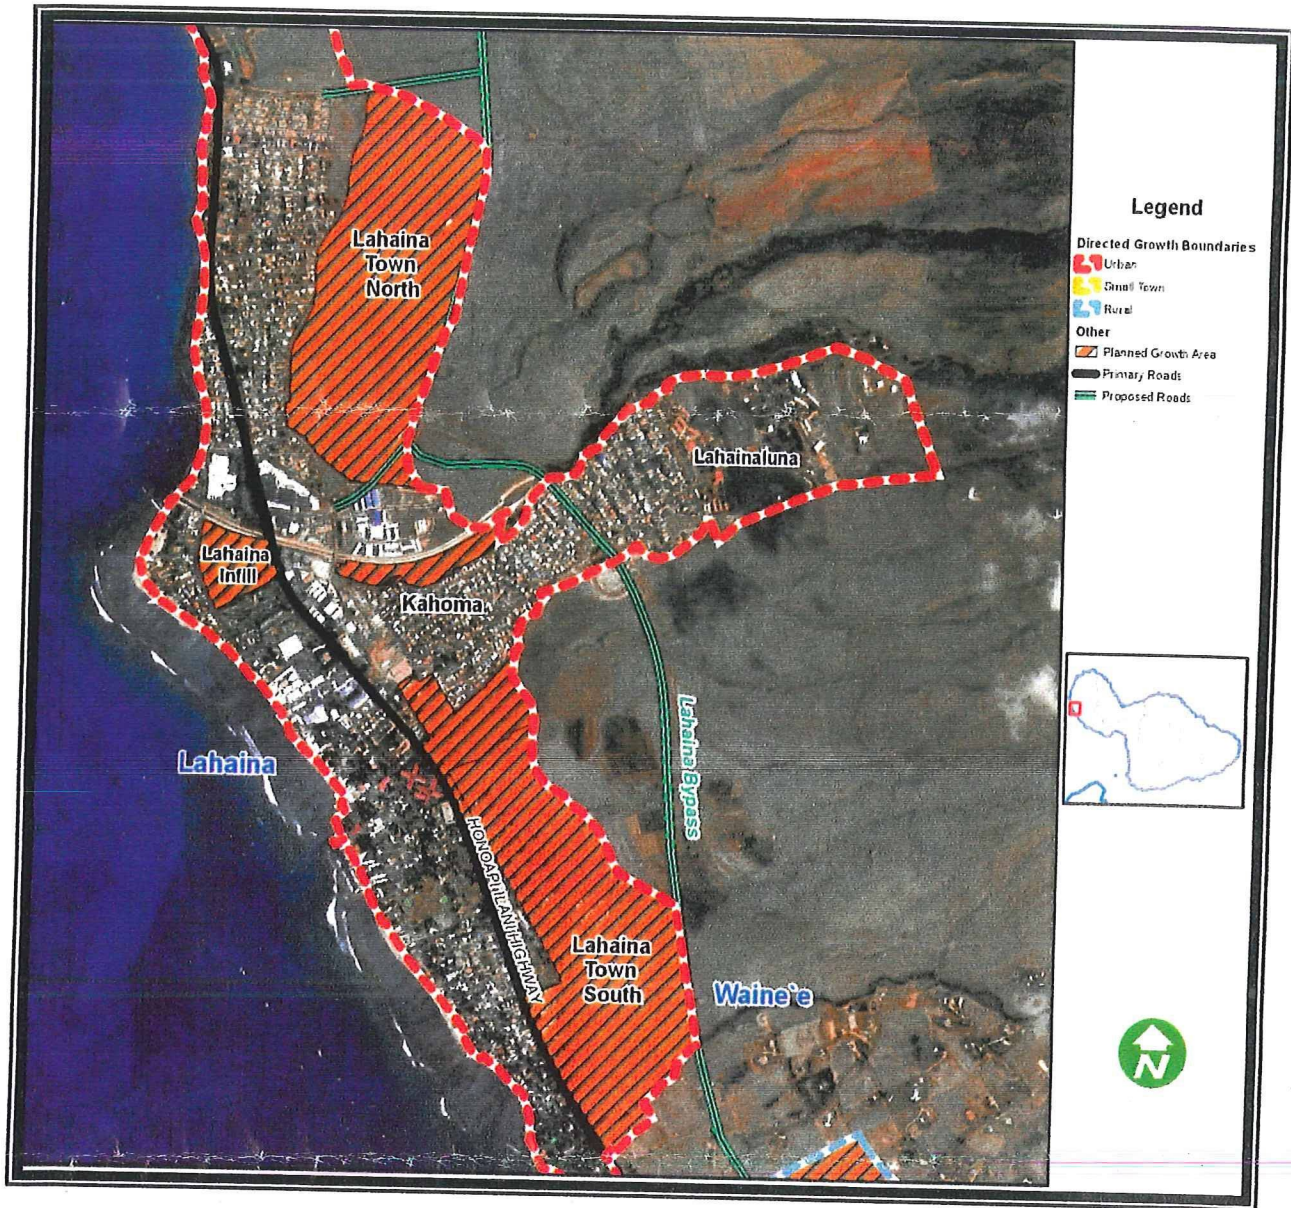 Lahaina
Town
North
Lahainaluna
Lahaina
Infill
Kahoma
Lahaina
Lahaina Bypass
HONOAPIILANI HIGHWAY
Lahaina
Town
South
Waine`e
Legend
Directed Growth Boundaries
Urban
Small Town
Rural
Other
Planned Growth Area
Primary Roads
Proposed Roads
N